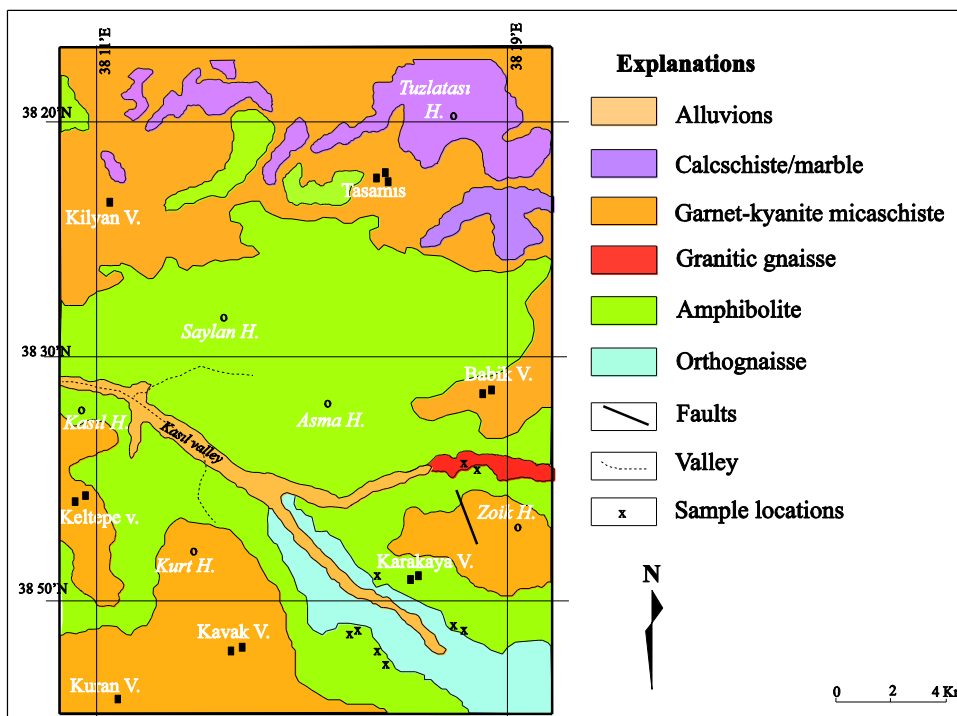 38 11'E
38 19'E
Explanations
Tuzlatası
H.
38 20'N
Alluvions
Calcschiste/marble
Tasamıs
Kilyan V.
Garnet-kyanite micaschiste
Granitic gnaisse
Amphibolite
Saylan H.
38 30'N
Orthognaisse
Babik V.
Kasıl H.
Asma H.
Faults
Kasıl valley
Valley
Keltepe v.
Zoik H.
x Sample locations
Kurt H.
Karakaya V.
N
38 50'N
Kavak V.
Kuran V.
0 2 4 Km